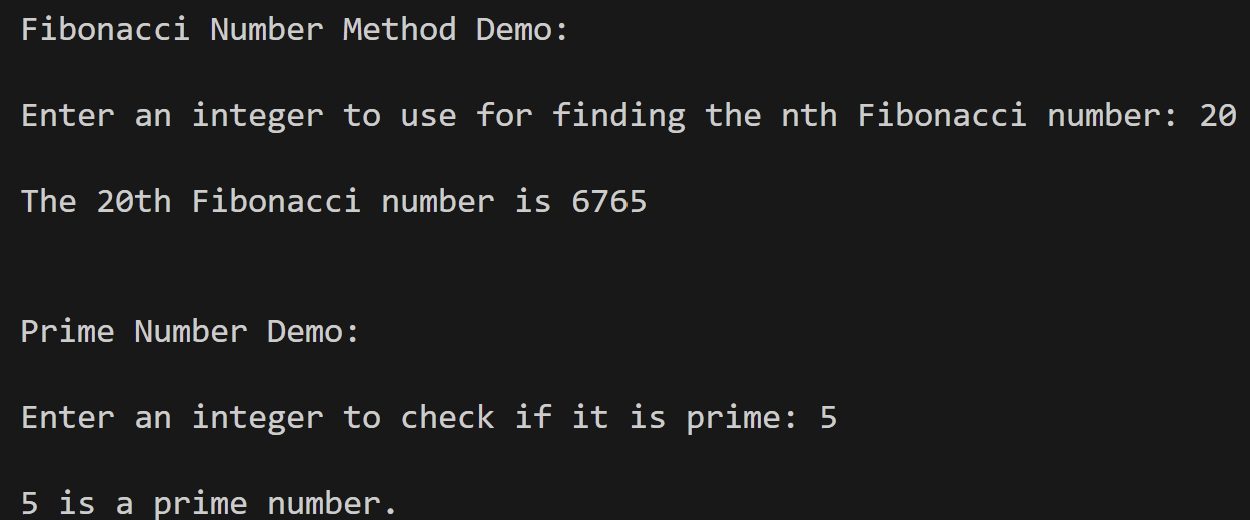 Fibonacci Number Method Demo:
Enter an integer to use for finding the nth Fibonacci number: 20
The 20th Fibonacci number is 6765
Prime Number Demo:
Enter an integer to check if it is prime: 5
5 is a prime number.